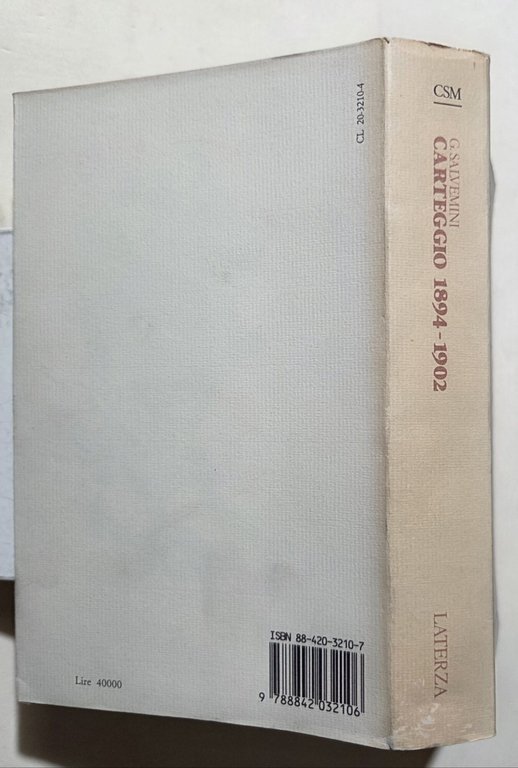 CL 20-3210-4
ISBN 88-420-3210-7
9 788842 032106
Lire 40000
CSM
G. SALVEMINI
CARTEGGIO 1894-1902
LATERZA